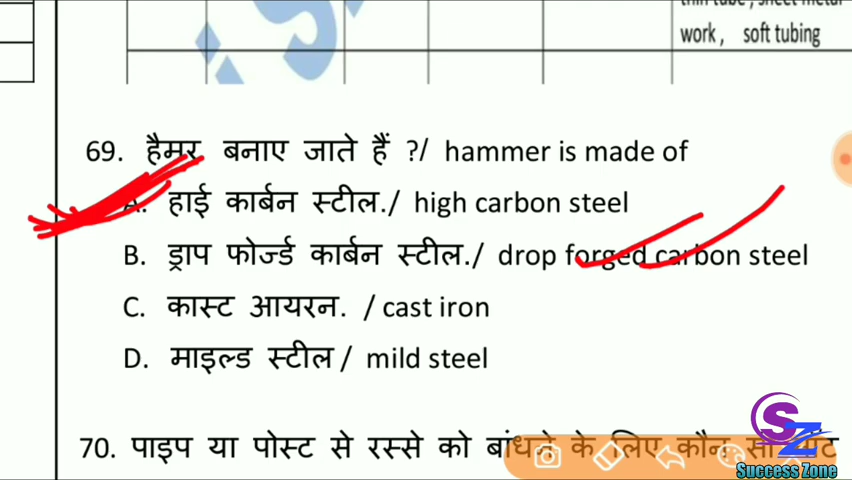 work , soft tubing
69. हैमर बनाए जाते हैं ?/ hammer is made of
A. हाई कार्बन स्टील./ high carbon steel
B. ड्राप फोर्ज्ड कार्बन स्टील./ drop forged carbon steel
C. कास्ट आयरन. / cast iron
D. माइल्ड स्टील / mild steel
70. पाइप या पोस्ट से रस्से को बांधने के लिए कौन
SZ
Success Zone